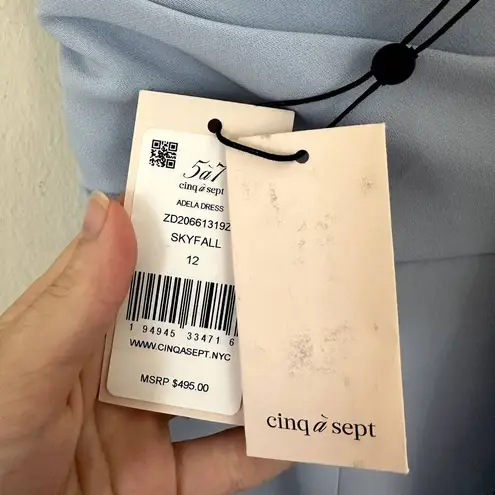 5à7
cinq à sept
ADELA DRESS
ZD20661319Z
SKYFALL
12
1 94945 33471 6
WWW.CINQASEPT.NYC
MSRP $495.00
cinq à sept